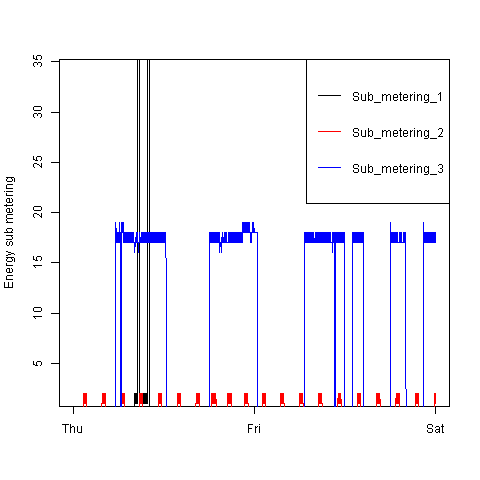 35
30
25
20
15
10
5
Energy sub metering
Sub_metering_1
Sub_metering_2
Sub_metering_3
Thu Fri Sat